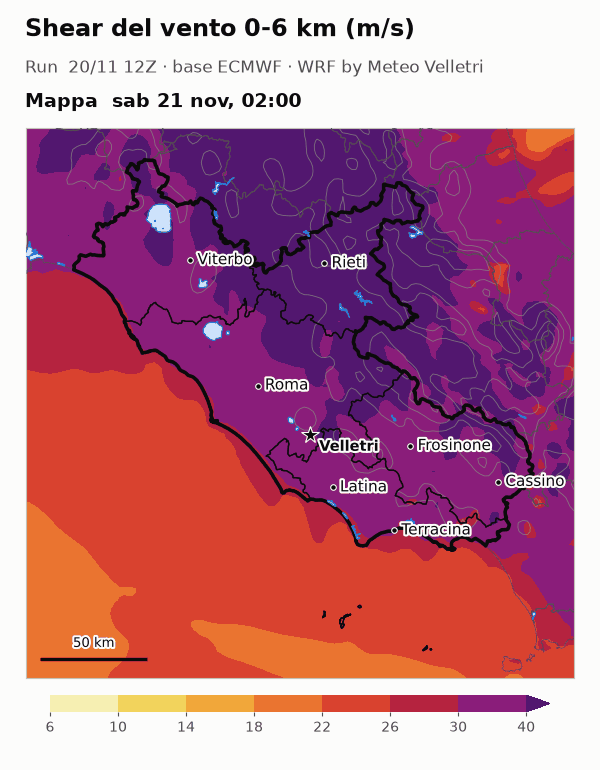 Shear del vento 0-6 km (m/s)
Run  20/11 12Z · base ECMWF · WRF by Meteo Velletri
Mappa  sab 21 nov, 02:00
Viterbo
Rieti
Roma
Velletri
Frosinone
Cassino
Latina
Terracina
50 km
6 10 14 18 22 26 30 40